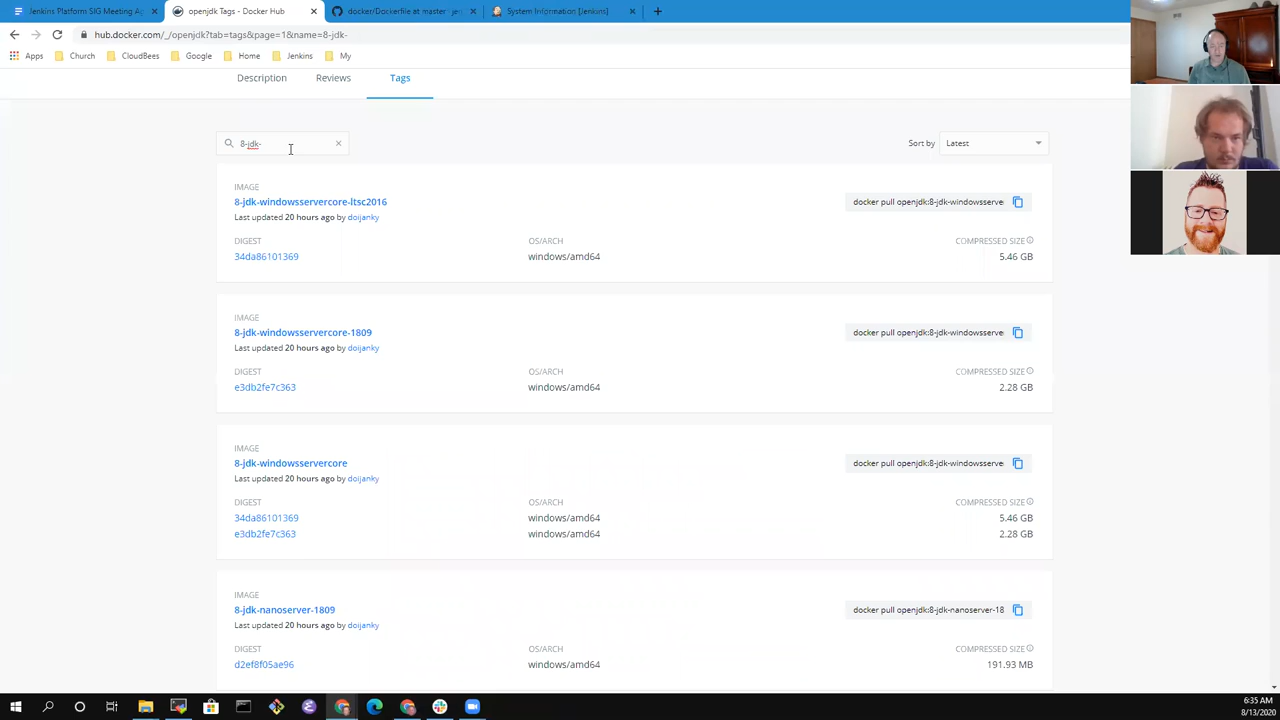 Jenkins Platform SIG Meeting Ag
openjdk Tags - Docker Hub
docker/Dockerfile at master · jen
System Information [Jenkins]
hub.docker.com/_/openjdk?tab=tags&page=1&name=8-jdk-
Apps
Church
CloudBees
Google
Home
Jenkins
My
Description
Reviews
Tags
8-jdk-
Sort by
Latest
IMAGE
8-jdk-windowsservercore-ltsc2016
docker pull openjdk:8-jdk-windowsserve
Last updated 20 hours ago by doijanky
DIGEST OS/ARCH COMPRESSED SIZE
34da86101369 windows/amd64 5.46 GB
IMAGE
8-jdk-windowsservercore-1809
docker pull openjdk:8-jdk-windowsserve
Last updated 20 hours ago by doijanky
DIGEST OS/ARCH COMPRESSED SIZE
e3db2fe7c363 windows/amd64 2.28 GB
IMAGE
8-jdk-windowsservercore
docker pull openjdk:8-jdk-windowsserve
Last updated 20 hours ago by doijanky
DIGEST OS/ARCH COMPRESSED SIZE
34da86101369 windows/amd64 5.46 GB
e3db2fe7c363 windows/amd64 2.28 GB
IMAGE
8-jdk-nanoserver-1809
docker pull openjdk:8-jdk-nanoserver-18
Last updated 20 hours ago by doijanky
DIGEST OS/ARCH COMPRESSED SIZE
d2ef8f05ae96 windows/amd64 191.93 MB
6:35 AM
8/13/2020